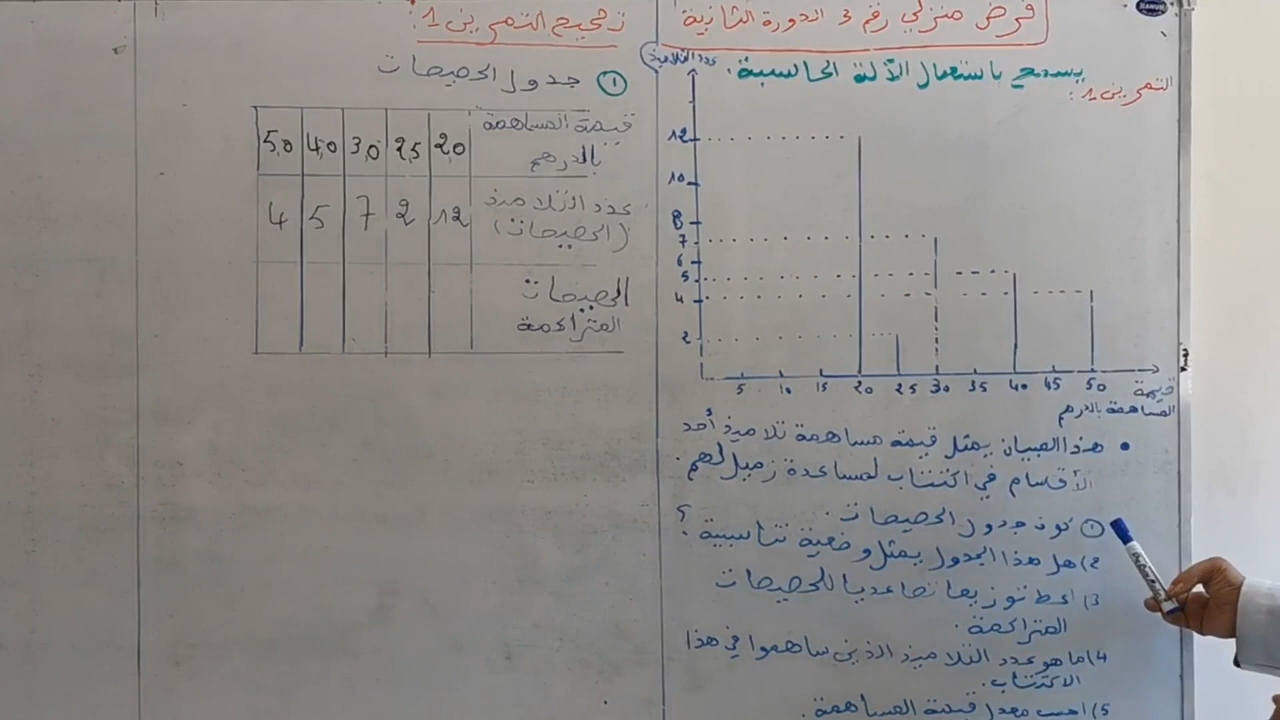 فرض منزلي رقم 3 الدورة الثانية
يسمح باستعمال الآلة الحاسبة.
التمرين 1:
عدد التلاميذ
12
10
8
7
6
5
4
2
5 10 15 20 25 30 35 40 45 50
قيمة
المساهمة بالدرهم
• هذا المبيان يمثل قيمة مساهمة تلاميذ أحد
الأقسام في اكتتاب لمساعدة زميل لهم.
1 كون جدول الحصيصات.
2) هل هذا الجدول يمثل وضعية تناسبية؟
3) اعط توزيعا تصاعديا للحصيصات
المتراكمة.
4) ما هو عدد التلاميذ الذين ساهموا في هذا
الاكتتاب.
5) احسب معدل قيمة المساهمة.
تصحيح التمرين 1:
1 جدول الحصيصات
قيمة المساهمة
بالدرهم
20 25 30 40 50
عدد التلاميذ
(الحصيصات)
12 2 7 5 4
الحصيصات
المتراكمة